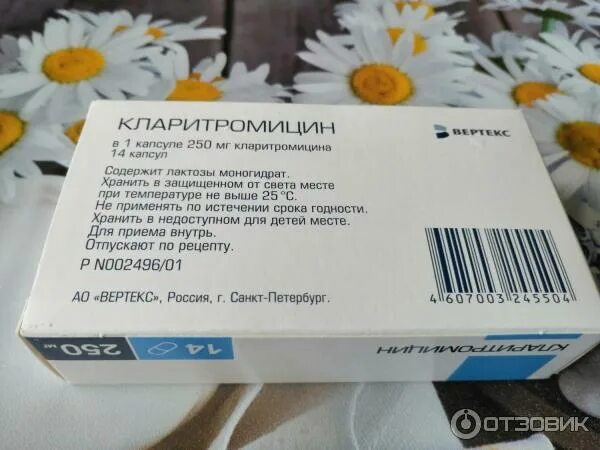 КЛАРИТРОМИЦИН
ВЕРТЕКС
в 1 капсуле 250 мг кларитромицина
14 капсул
Содержит лактозы моногидрат.
Хранить в защищенном от света месте
при температуре не выше 25 °С.
Не применять по истечении срока годности.
Хранить в недоступном для детей месте.
Для приема внутрь.
Отпускают по рецепту.
Р N002496/01
4 607003 245504
АО «ВЕРТЕКС», Россия, г. Санкт-Петербург.
250 мг
14
КЛАРИТРОМИЦИН
ОТЗОВИК